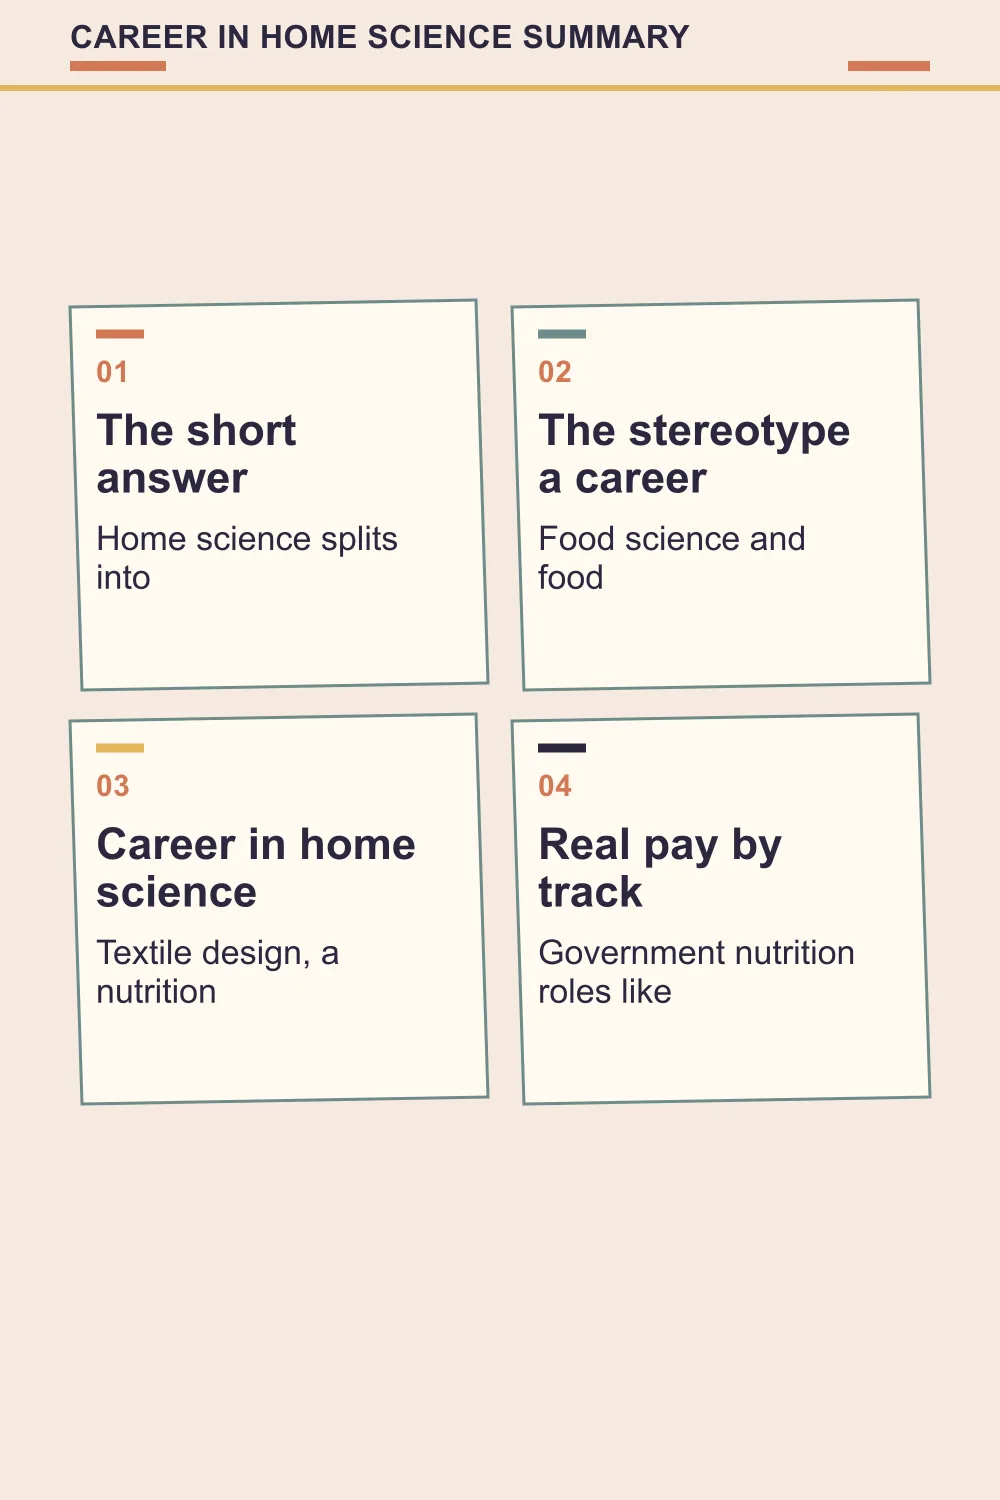 CAREER IN HOME SCIENCE SUMMARY
01
The short
answer
Home science splits
into
02
The stereotype
a career
Food science and
food
03
Career in home
science
Textile design, a
nutrition
04
Real pay by
track
Government nutrition
roles like